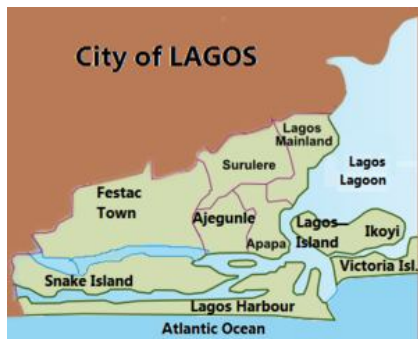 City of LAGOS
Lagos
Mainland
Surulere
Lagos
Lagoon
Festac
Town
Ajegunle
Lagos
Island
Ikoyi
Apapa
Victoria Isl.
Snake Island
Lagos Harbour
Atlantic Ocean